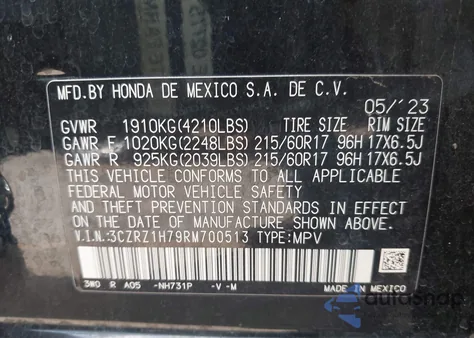 MFD.BY HONDA DE MEXICO S.A. DE C.V.
05/'23
GVWR 1910KG(4210LBS) TIRE SIZE RIM SIZE
GAWR F 1020KG(2248LBS) 215/60R17 96H 17X6.5J
GAWR R 925KG(2039LBS) 215/60R17 96H 17X6.5J
THIS VEHICLE CONFORMS TO ALL APPLICABLE
FEDERAL MOTOR VEHICLE SAFETY
AND THEFT PREVENTION STANDARDS IN EFFECT
ON THE DATE OF MANUFACTURE SHOWN ABOVE.
V.I.N:3CZRZ1H79RM700513 TYPE:MPV
3W0 R A05 -NH731P -V -M
MADE IN MEXICO
autoSnap